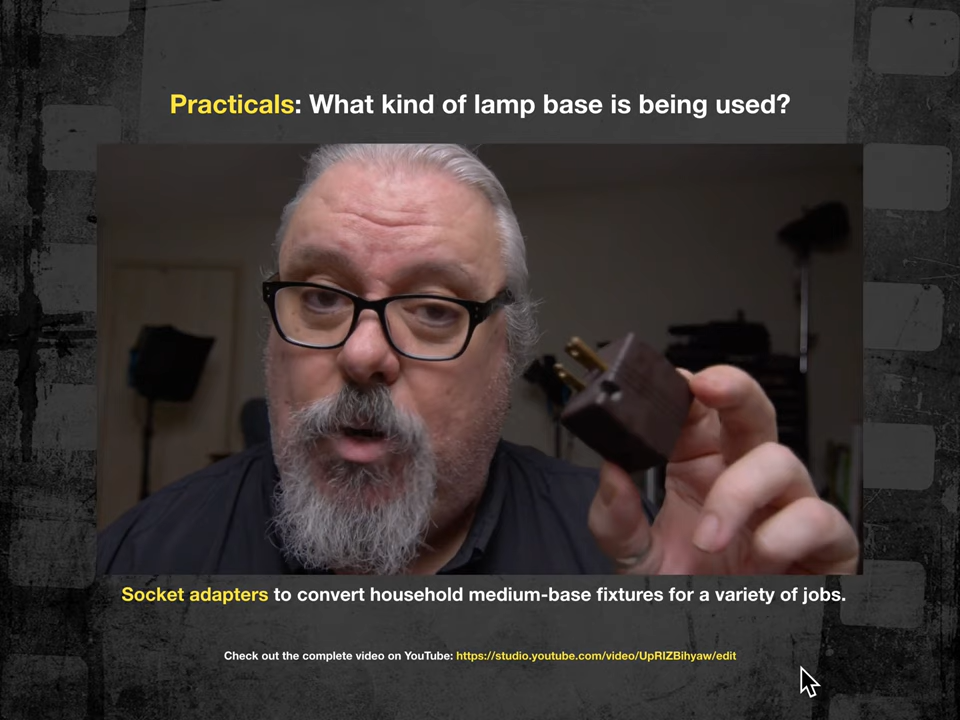 Practicals: What kind of lamp base is being used?
Socket adapters to convert household medium-base fixtures for a variety of jobs.
Check out the complete video on YouTube: https://studio.youtube.com/video/UpRIZBihyaw/edit